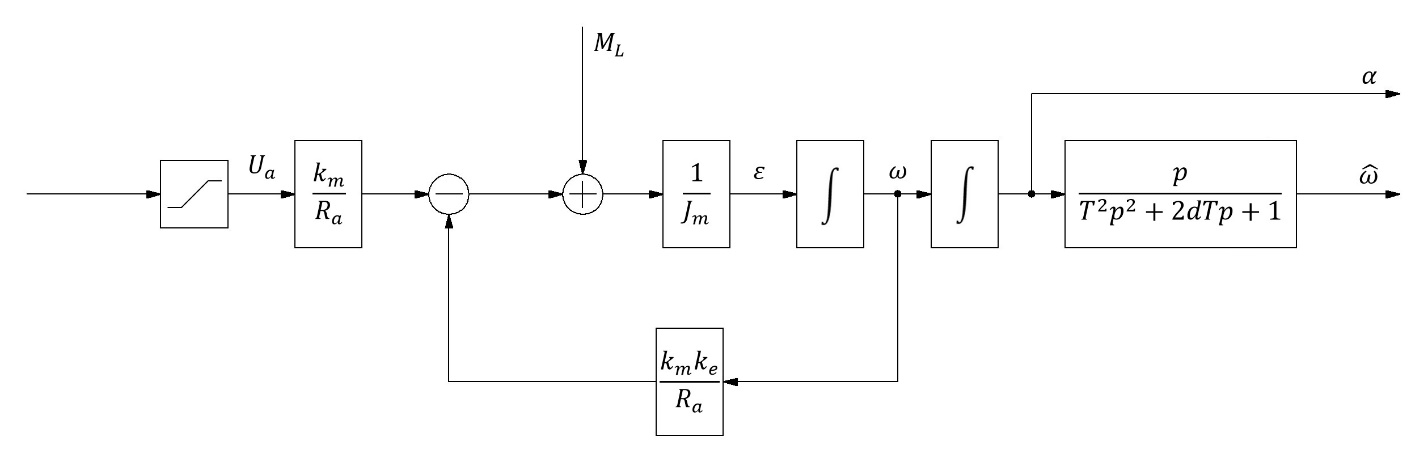 M_L
α
U_a
k_m
R_a
−
+
1
J_m
ε
∫
ω
∫
p
T²p² + 2dTp + 1
ω̂
k_m k_e
R_a